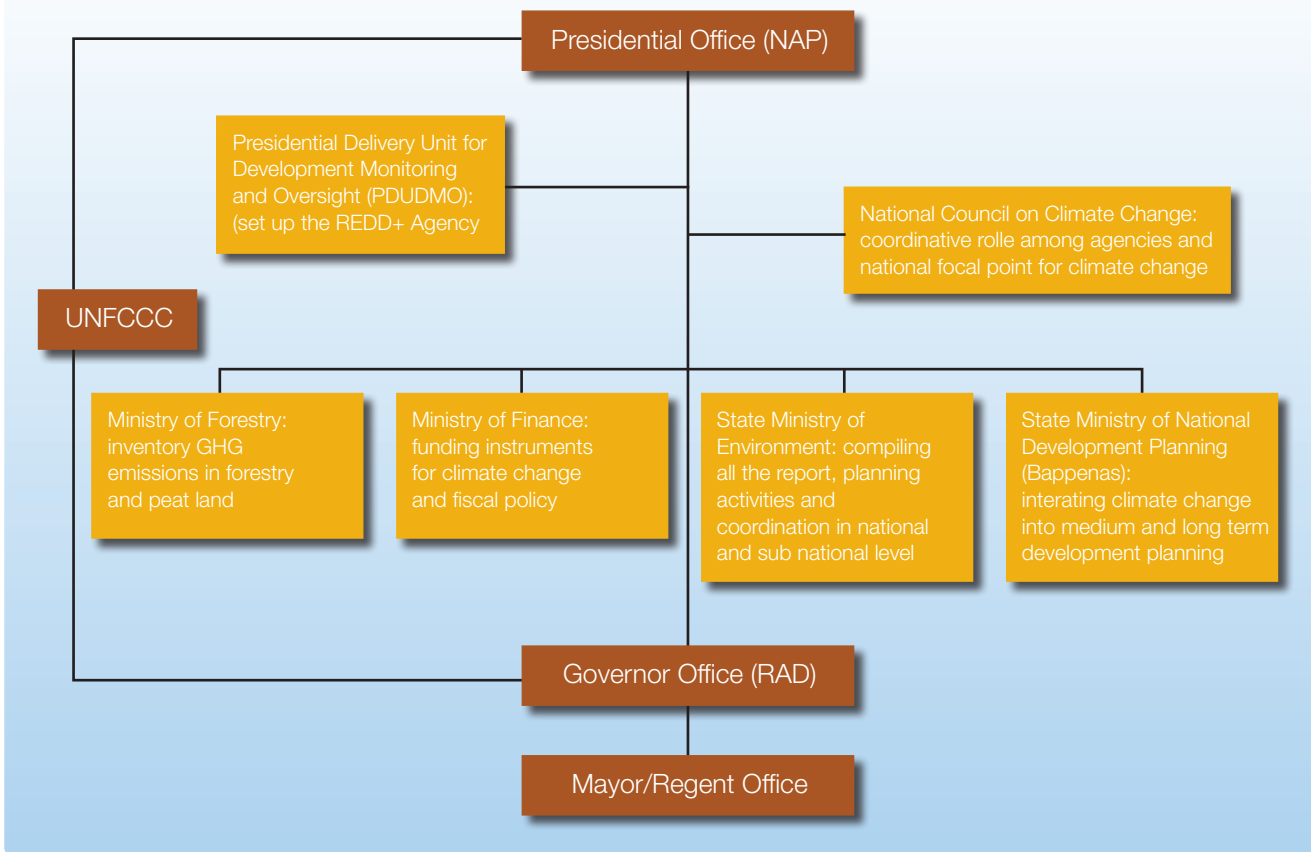 Presidential Office (NAP)
Presidential Delivery Unit for
Development Monitoring
and Oversight (PDUDMO):
(set up the REDD+ Agency
National Council on Climate Change:
coordinative rolle among agencies and
national focal point for climate change
UNFCCC
Ministry of Forestry:
inventory GHG
emissions in forestry
and peat land
Ministry of Finance:
funding instruments
for climate change
and fiscal policy
State Ministry of
Environment: compiling
all the report, planning
activities and
coordination in national
and sub national level
State Ministry of National
Development Planning
(Bappenas):
interating climate change
into medium and long term
development planning
Governor Office (RAD)
Mayor/Regent Office